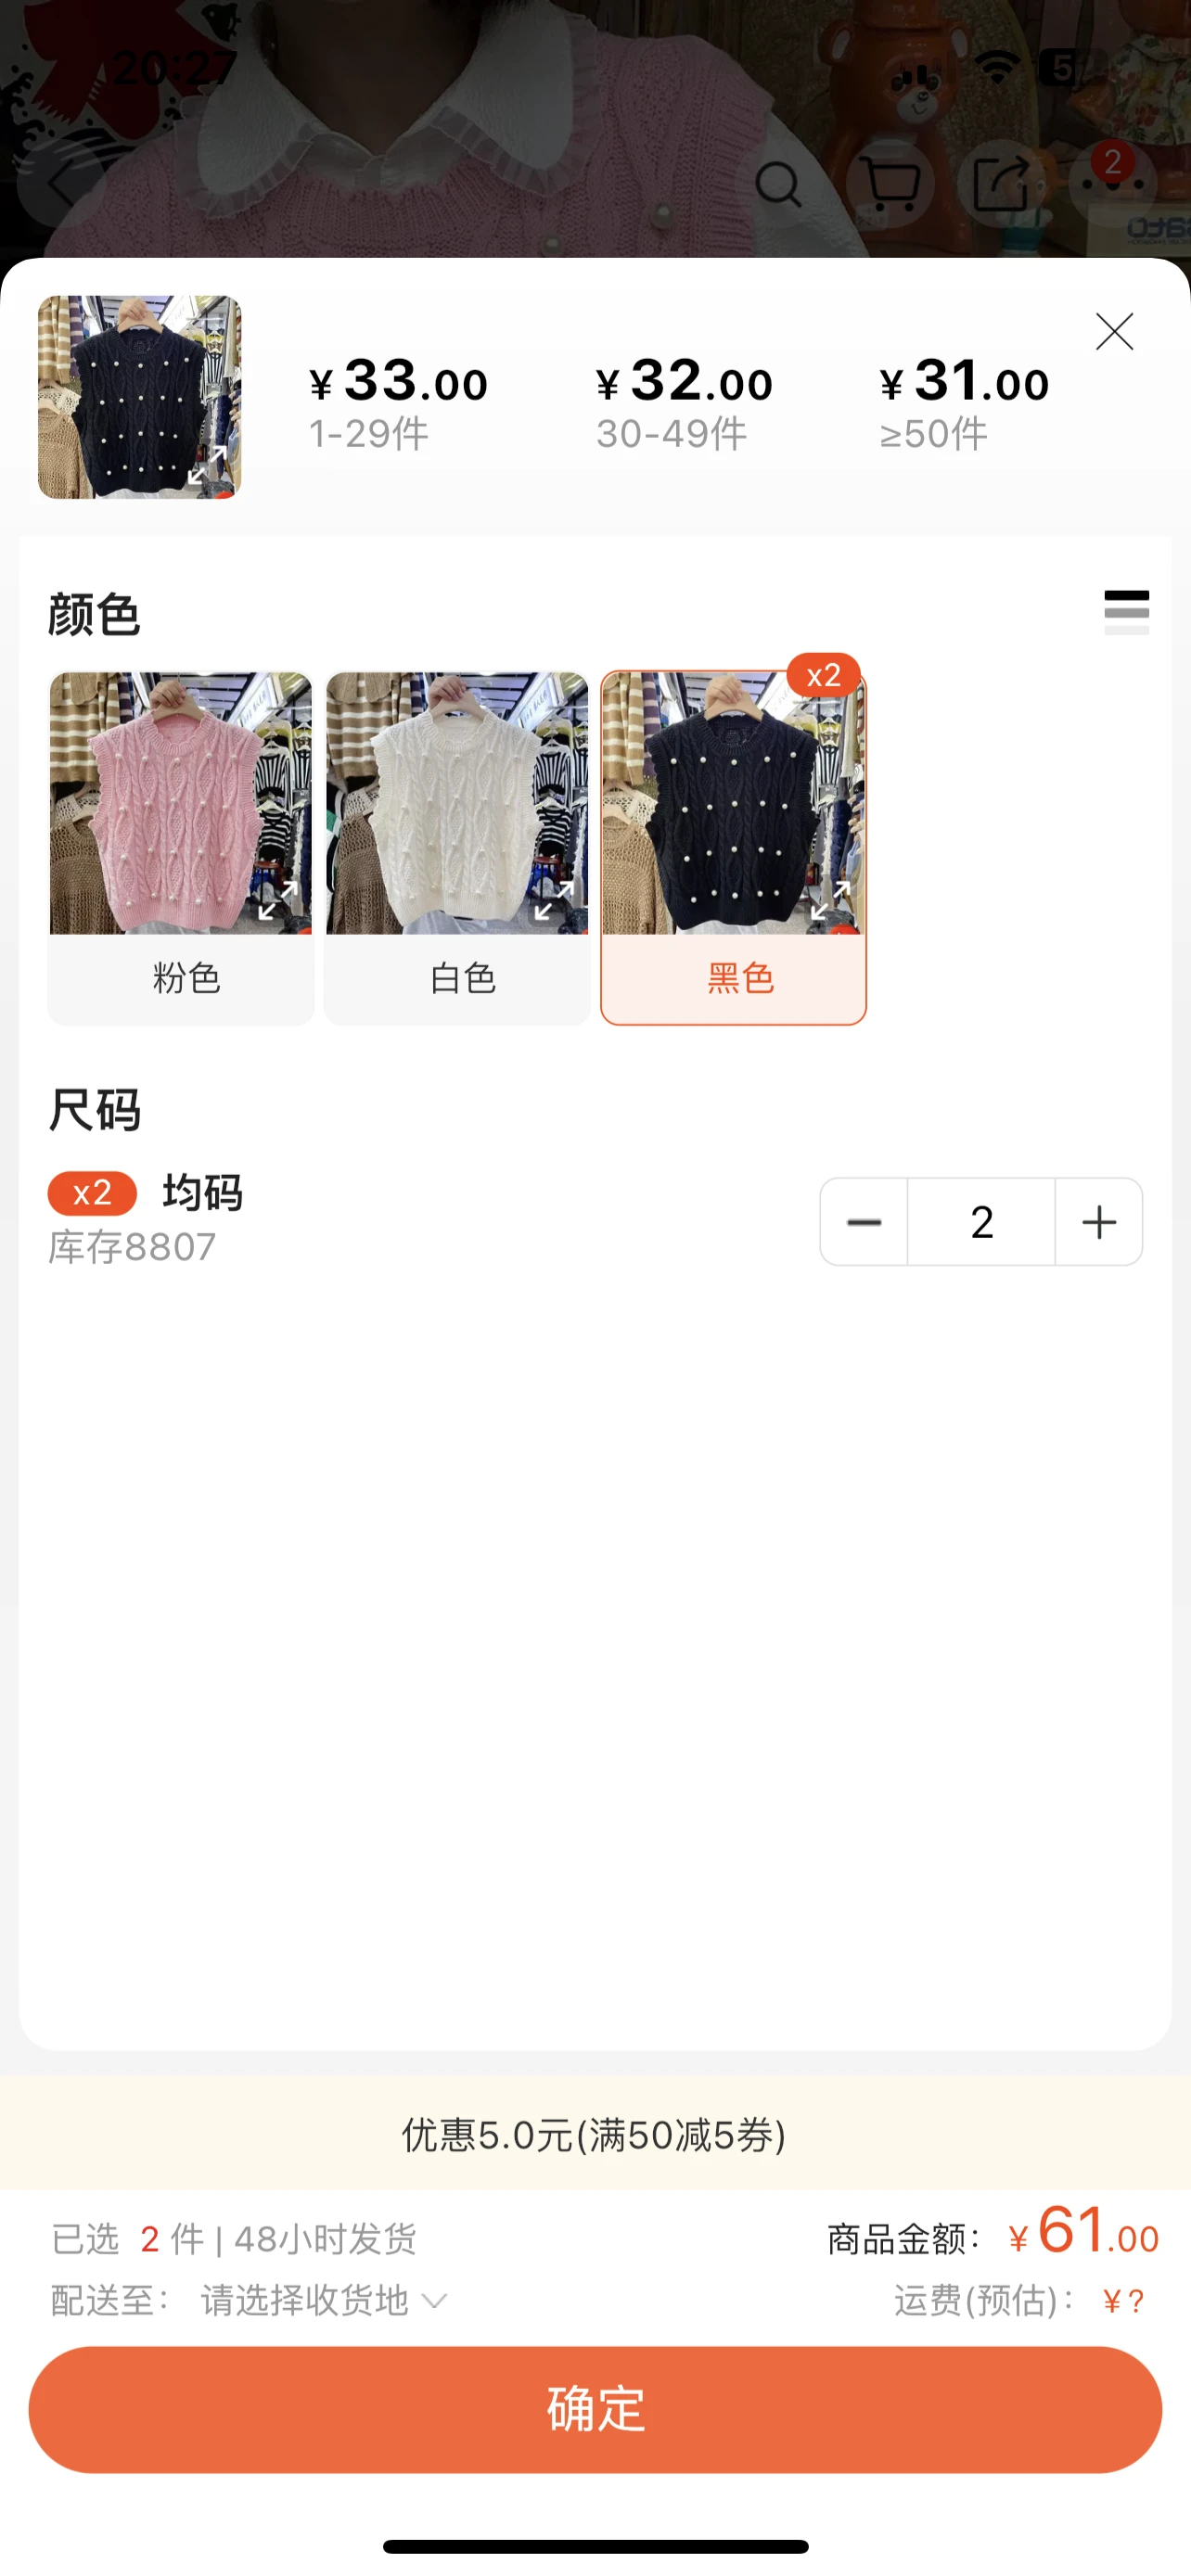 20:27
5
2
¥33.00
1-29件
¥32.00
30-49件
¥31.00
≥50件
颜色
x2
粉色
白色
黑色
尺码
x2 均码
库存8807
2
优惠5.0元(满50减5券)
已选 2 件 | 48小时发货
商品金额： ¥61.00
配送至： 请选择收货地
运费(预估)： ¥?
确定